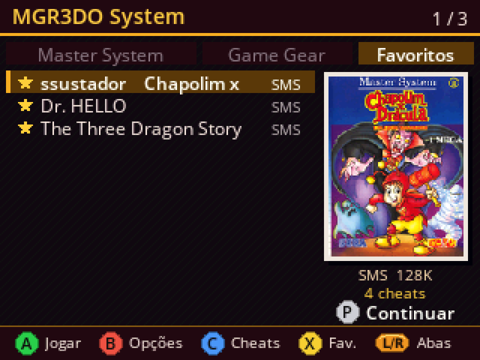 MGR3DO System
1 / 3
Master System
Game Gear
Favoritos
ssustador Chapolim x SMS
Dr. HELLO SMS
The Three Dragon Story SMS
Master System
Chapolim
x
Drácula
SEGA
SMS 128K
4 cheats
P Continuar
A Jogar B Opções C Cheats X Fav. L/R Abas